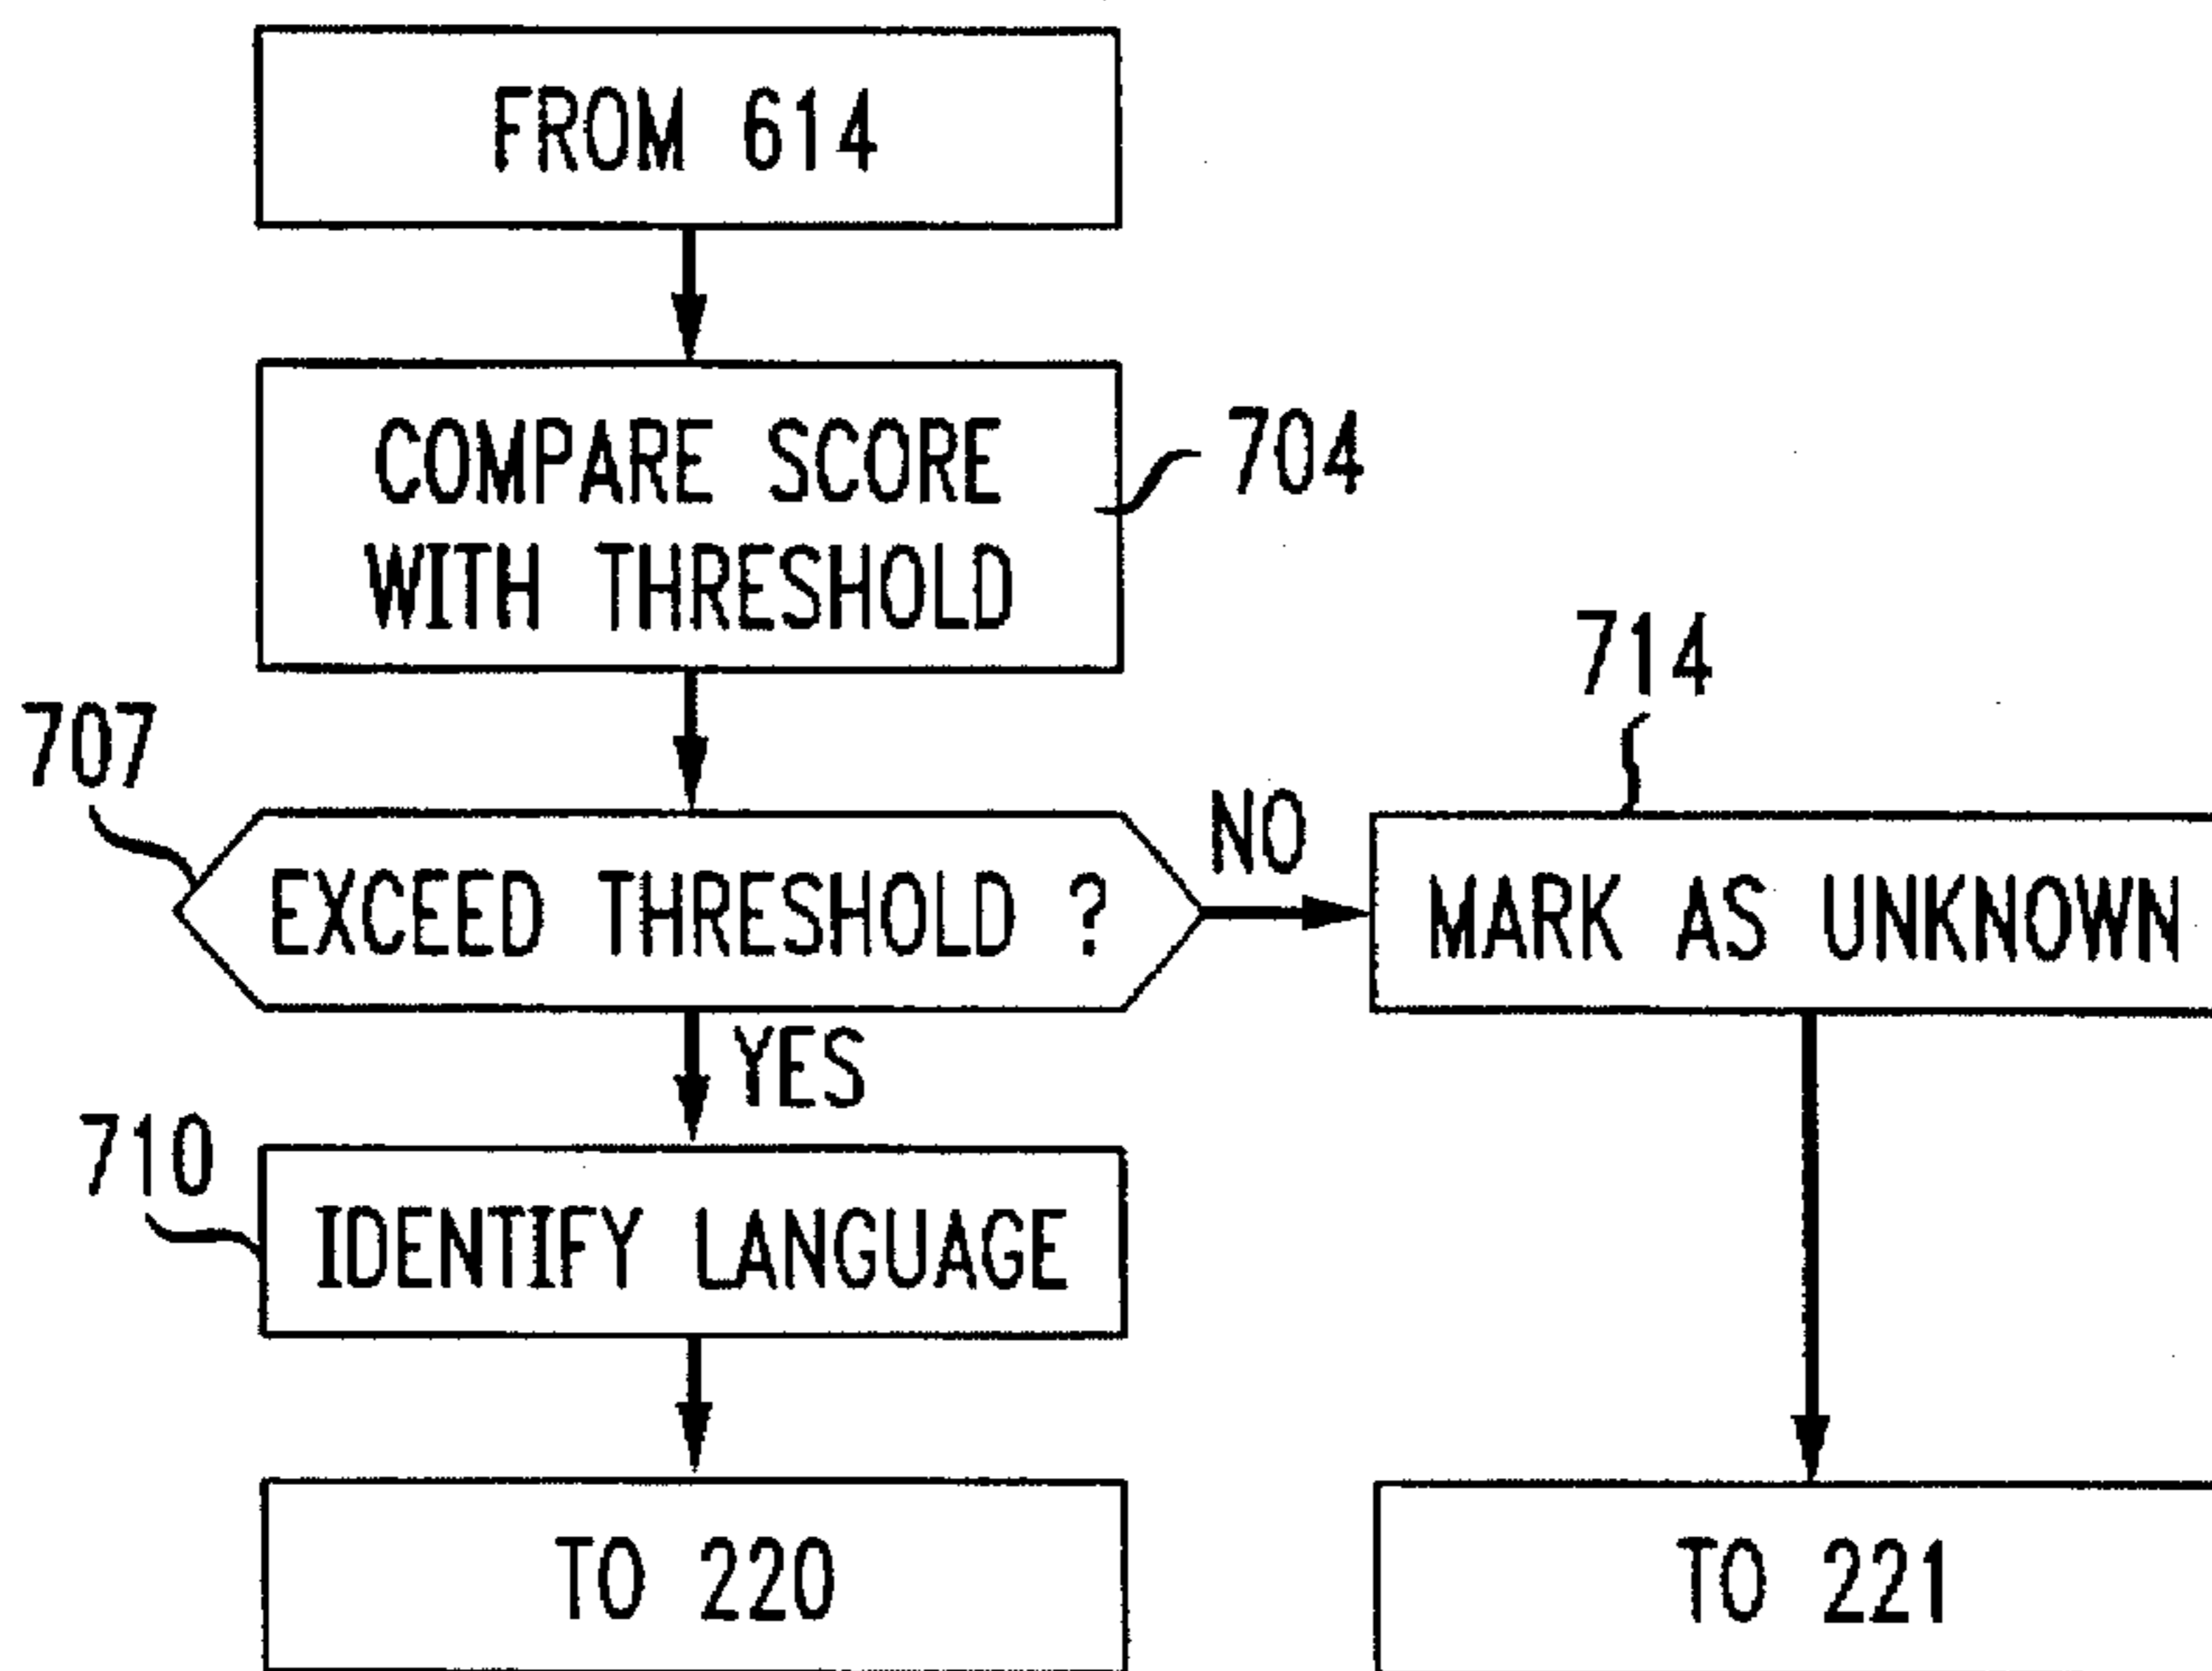 FROM 614
COMPARE SCORE
WITH THRESHOLD
704
714
707
EXCEED THRESHOLD ?
NO
MARK AS UNKNOWN
YES
710
IDENTIFY LANGUAGE
TO 220
TO 221